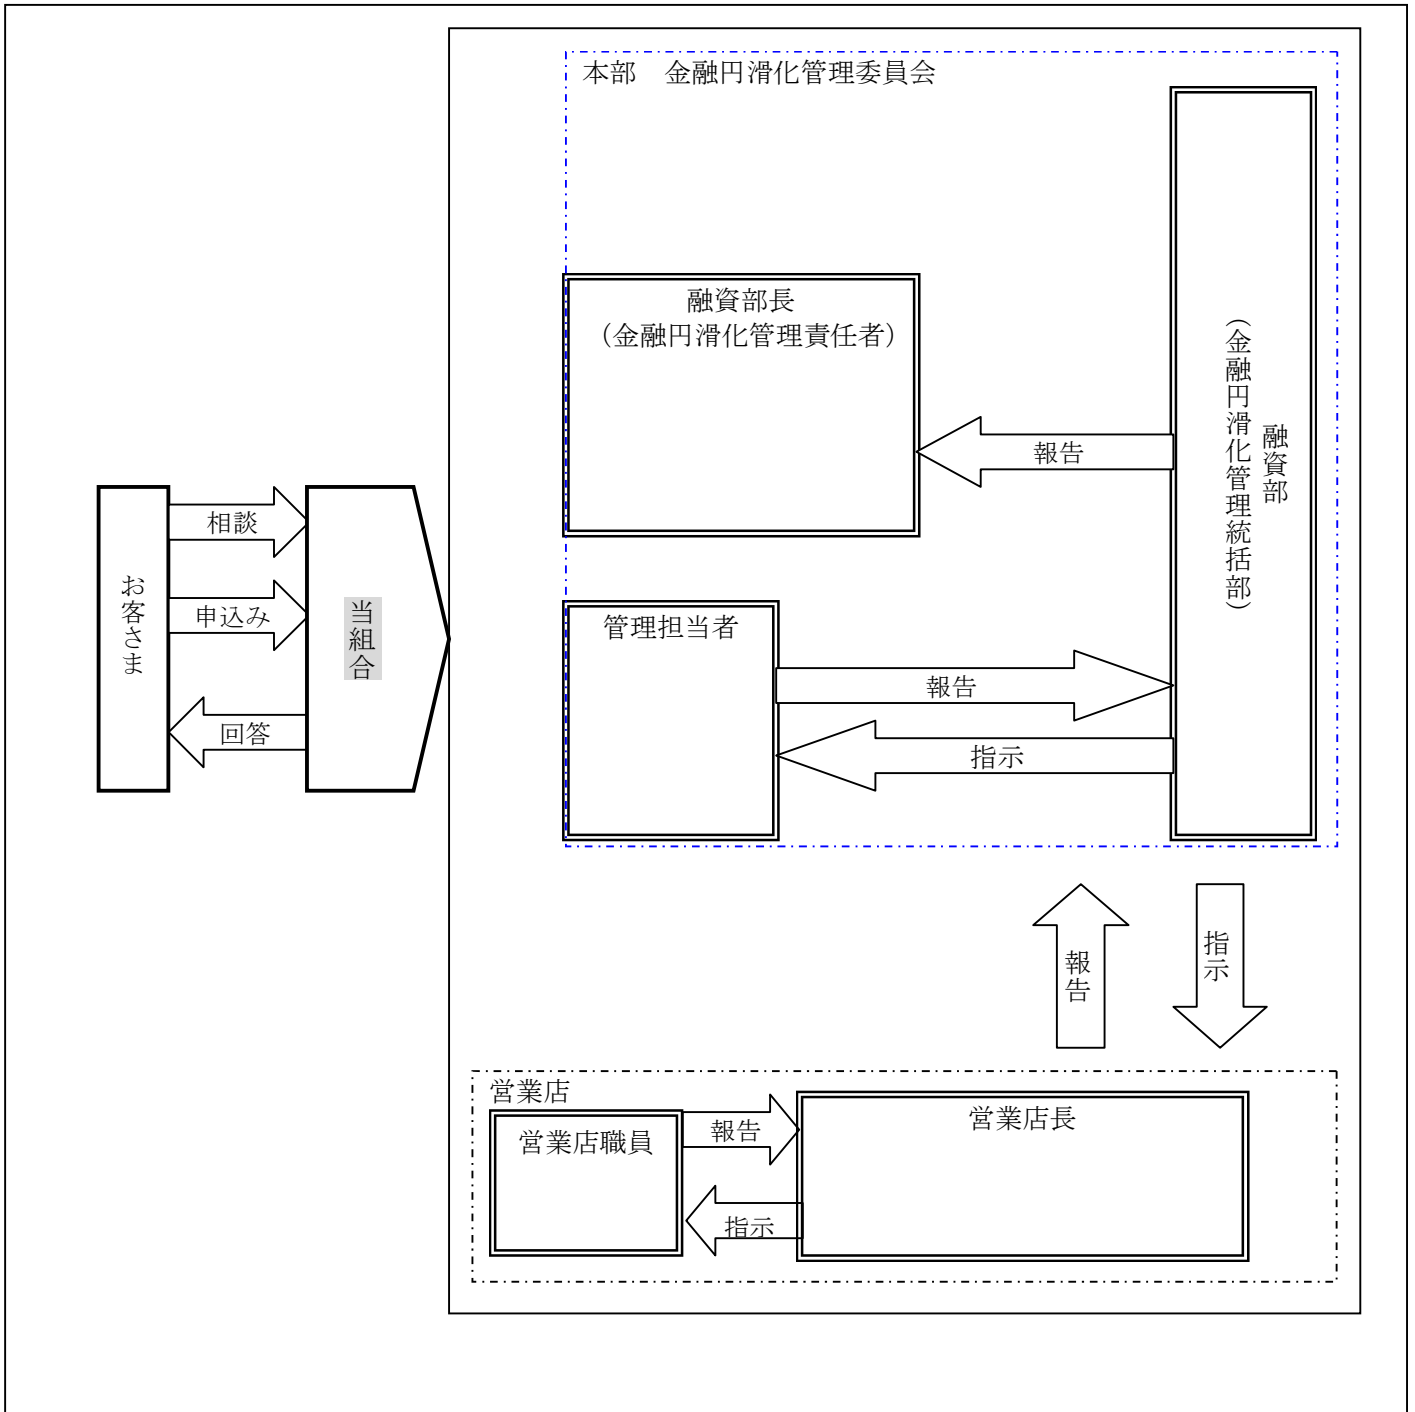 本部　金融円滑化管理委員会
融資部長
（金融円滑化管理責任者）
報告
融資部
（金融円滑化管理統括部）
管理担当者
報告
指示
お客さま
相談
申込み
回答
当組合
報告
指示
営業店
営業店職員
報告
指示
営業店長